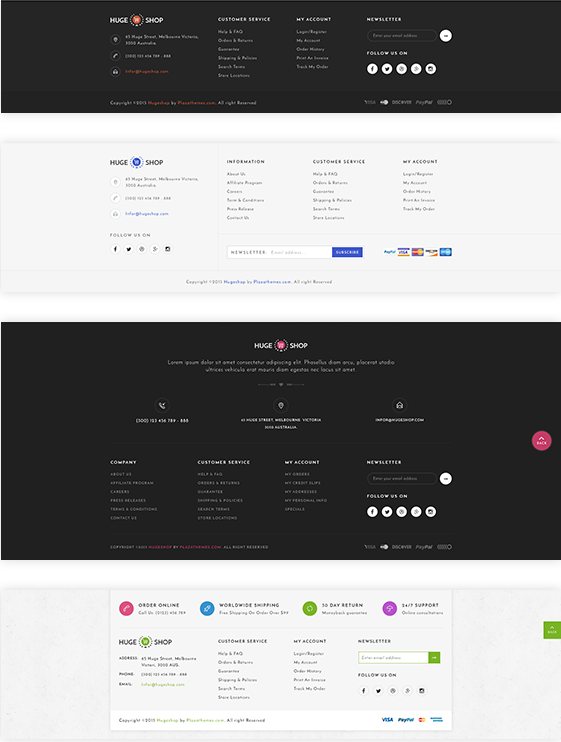 HUGE SHOP
65 Huge Street, Melbourne Victoria,
3000 Australia.
(300) 123 456 789 - 888
Infor@hugeshop.com
CUSTOMER SERVICE
Help & FAQ
Orders & Returns
Guarantee
Shipping & Policies
Search Terms
Store Locations
MY ACCOUNT
Login/Register
My Account
Order History
Print An Invoice
Track My Order
NEWSLETTER
Enter your email address
FOLLOW US ON
Copyright ©2015 Hugeshop by Plazathemes.com. All right Reserved
VISA DISCOVER PayPal
HUGE SHOP
65 Huge Street, Melbourne Victoria,
3000 Australia.
(300) 123 456 789 - 888
Infor@hugeshop.com
FOLLOW US ON
INFORMATION
About Us
Affiliate Program
Careers
Term & Conditions
Press Release
Contact Us
CUSTOMER SERVICE
Help & FAQ
Orders & Returns
Guarantee
Shipping & Policies
Search Terms
Store Locations
MY ACCOUNT
Login/Register
My Account
Order History
Print An Invoice
Track My Order
NEWSLETTER: Email address SUBSCRIBE
PayPal VISA
Copyright ©2015 Hugeshop by Plazathemes.com. All right Reserved
HUGE SHOP
Lorem ipsum dolor sit amet consectetur adipiscing elit. Phasellus diam arcu, placerat utodio
ultrices vehicula erat mauris diam egestas nec lacus sit amet
(300) 123 456 789 - 888
65 HUGE STREET, MELBOURNE VICTORIA
3000 AUSTRALIA.
INFOR@HUGESHOP.COM
BACK
COMPANY
ABOUT US
AFFILIATE PROGRAM
CAREERS
PRESS RELEASES
TERMS & CONDITIONS
CONTACT US
CUSTOMER SERVICE
HELP & FAQ
ORDERS & RETURNS
GUARANTEE
SHIPPING & POLICIES
SEARCH TERMS
STORE LOCATIONS
MY ACCOUNT
MY ORDERS
MY CREDIT SLIPS
MY ADDRESSES
MY PERSONAL INFO
SPECIALS
NEWSLETTER
Enter your email address
FOLLOW US ON
COPYRIGHT ©2015 HUGESHOP BY PLAZATHEMES.COM. ALL RIGHT RESERVED
VISA DISCOVER PayPal
ORDER ONLINE
Call Us: (0123) 456 789
WORLDWIDE SHIPPING
Free Shipping On Order Over $99
30 DAY RETURN
Moneyback guarantee
24/7 SUPPORT
Online consultations
BACK
HUGE SHOP
ADDRESS: 65 Huge Street, Melbourne
Victori, 3000 AUS.
PHONE: (300) 123 456 789 - 888
EMAIL: Infor@hugeshop.com
CUSTOMER SERVICE
Help & FAQ
Orders & Returns
Guarantee
Shipping & Policies
Search Terms
Store Locations
MY ACCOUNT
Login/Register
My Account
Order History
Print An Invoice
Track My Order
NEWSLETTER
Enter email address
FOLLOW US ON
Copyright ©2015 Hugeshop by Plazathemes.com. All right Reserved
VISA PayPal